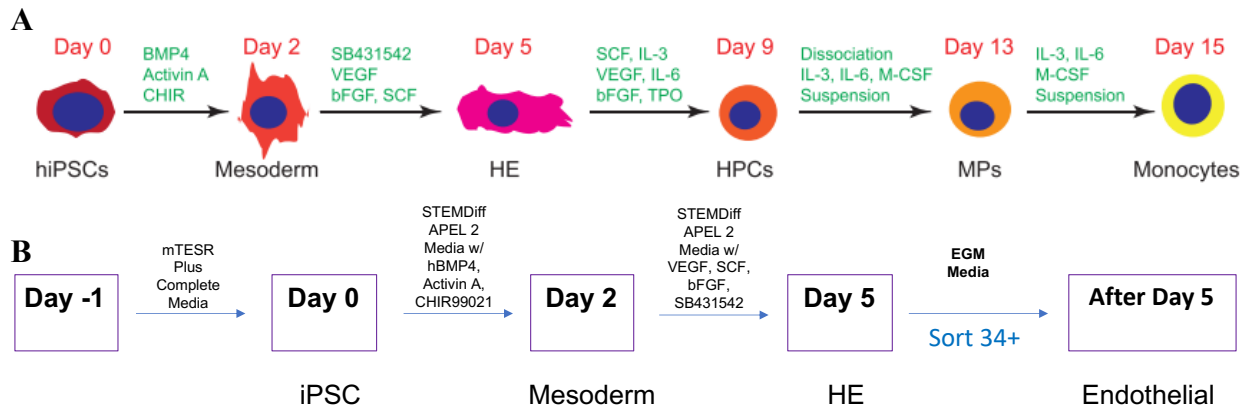 A
Day 0
BMP4
Activin A
CHIR
Day 2
SB431542
VEGF
bFGF, SCF
Day 5
SCF, IL-3
VEGF, IL-6
bFGF, TPO
Day 9
Dissociation
IL-3, IL-6, M-CSF
Suspension
Day 13
IL-3, IL-6
M-CSF
Suspension
Day 15
hiPSCs
Mesoderm
HE
HPCs
MPs
Monocytes
B
Day -1
mTESR
Plus
Complete
Media
Day 0
STEMDiff
APEL 2
Media w/
hBMP4,
Activin A,
CHIR99021
Day 2
STEMDiff
APEL 2
Media w/
VEGF, SCF,
bFGF,
SB431542
Day 5
EGM
Media
Sort 34+
After Day 5
iPSC
Mesoderm
HE
Endothelial